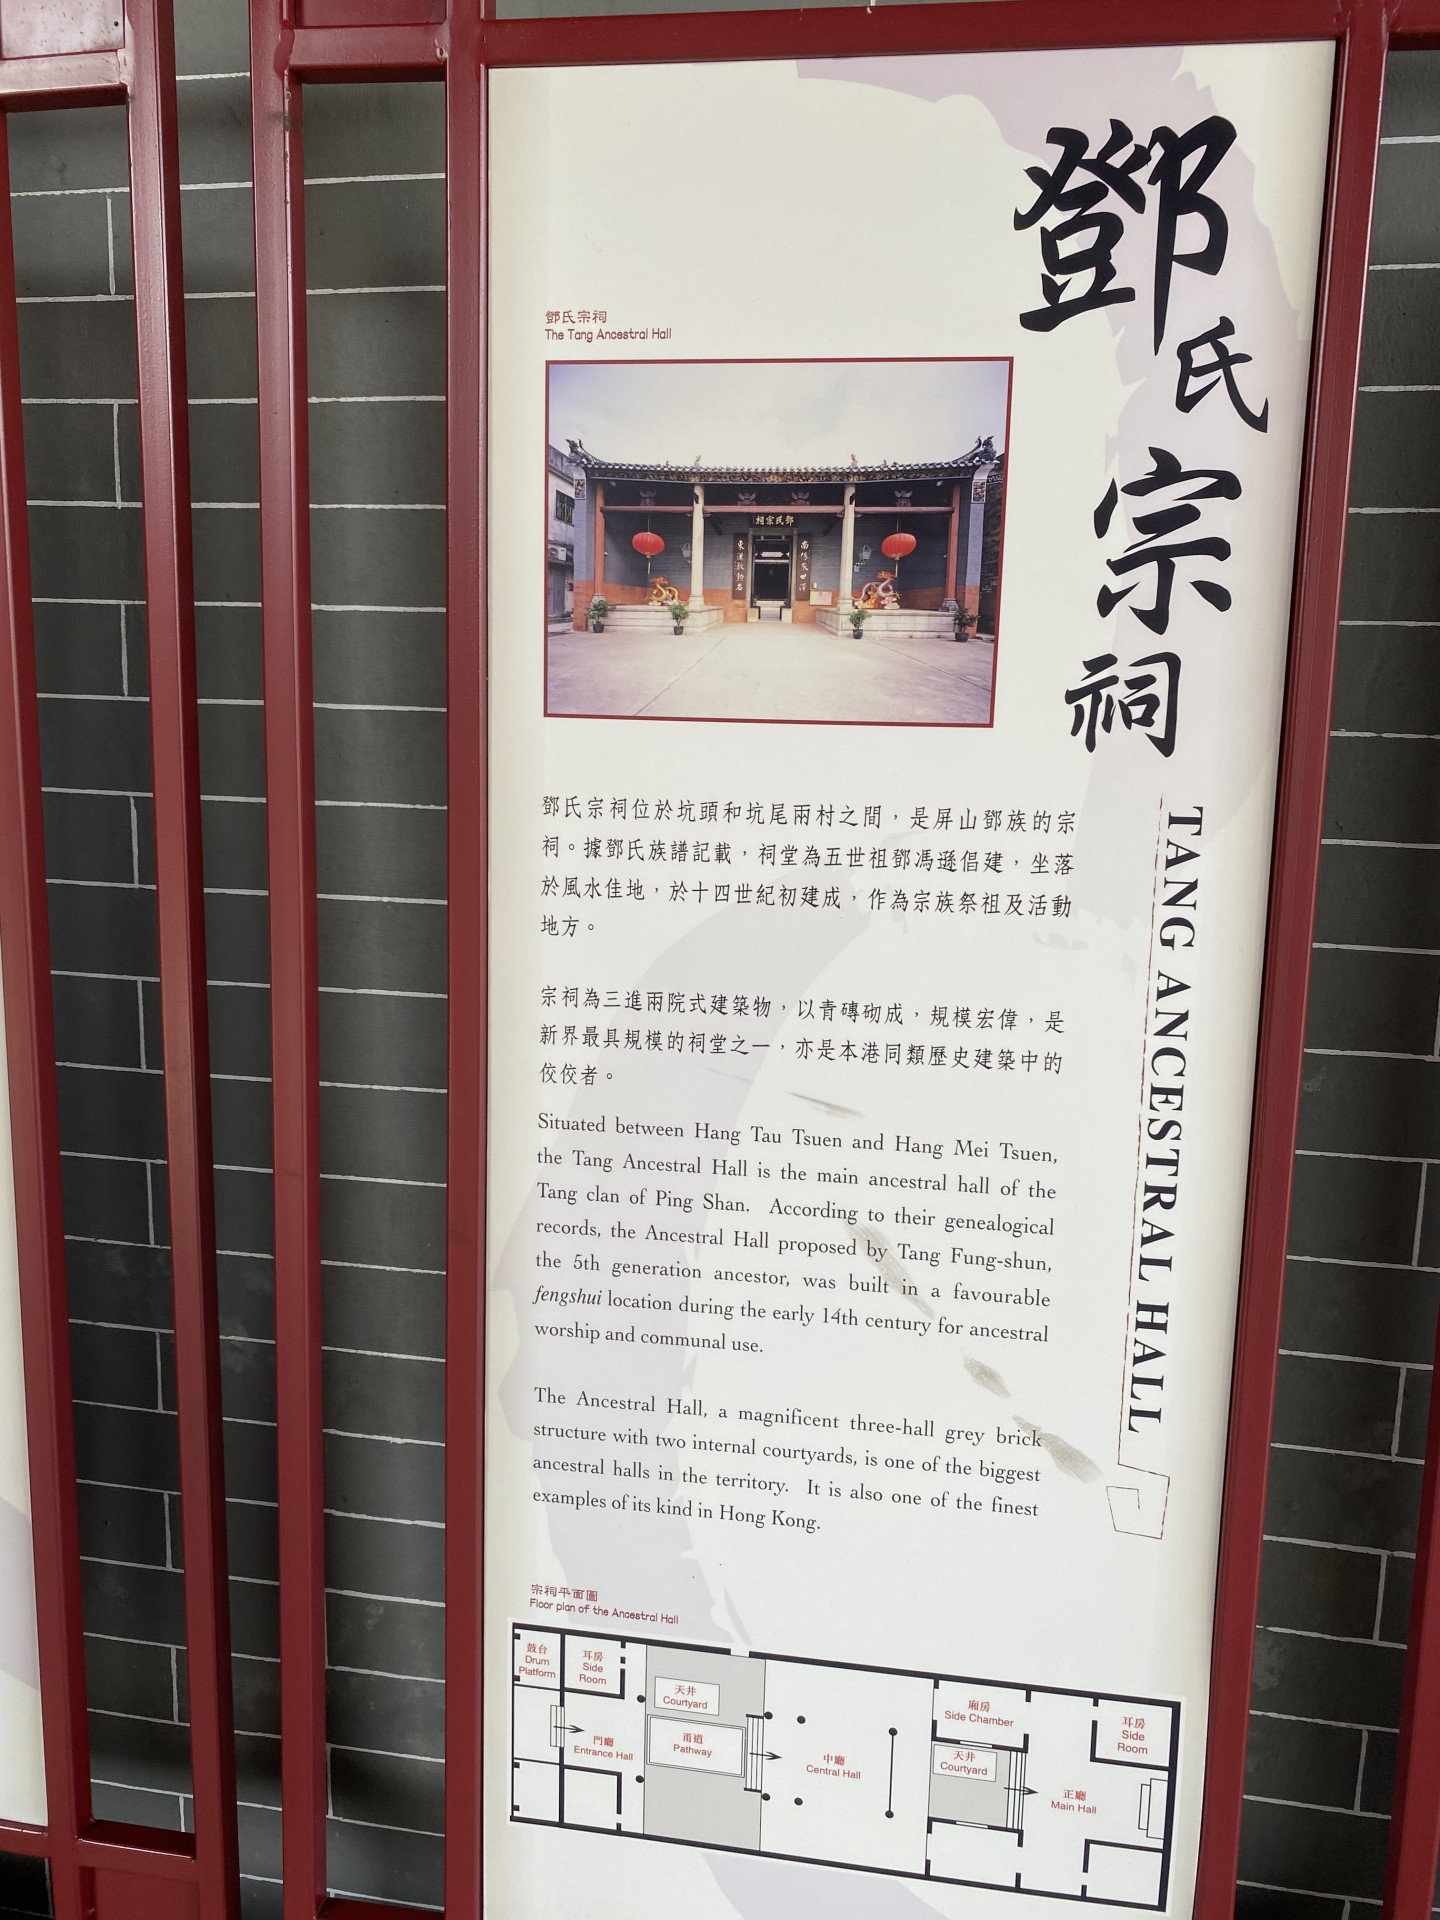 鄧氏宗祠
TANG ANCESTRAL HALL
鄧氏宗祠
The Tang Ancestral Hall
祠宗氏鄧
南陽承世澤
東漢啟勳名
鄧氏宗祠位於坑頭和坑尾兩村之間，是屏山鄧族的宗
祠。據鄧氏族譜記載，祠堂為五世祖鄧馮遜倡建，坐落
於風水佳地，於十四世紀初建成，作為宗族祭祖及活動
地方。
宗祠為三進兩院式建築物，以青磚砌成，規模宏偉，是
新界最具規模的祠堂之一，亦是本港同類歷史建築中的
佼佼者。
Situated between Hang Tau Tsuen and Hang Mei Tsuen,
the Tang Ancestral Hall is the main ancestral hall of the
Tang clan of Ping Shan. According to their genealogical
records, the Ancestral Hall proposed by Tang Fung-shun,
the 5th generation ancestor, was built in a favourable
fengshui location during the early 14th century for ancestral
worship and communal use.
The Ancestral Hall, a magnificent three-hall grey brick
structure with two internal courtyards, is one of the biggest
ancestral halls in the territory. It is also one of the finest
examples of its kind in Hong Kong.
宗祠平面圖
Floor plan of the Ancestral Hall
鼓台
Drum
Platform
耳房
Side
Room
天井
Courtyard
廂房
Side Chamber
耳房
Side
Room
門廳
Entrance Hall
甬道
Pathway
中廳
Central Hall
天井
Courtyard
正廳
Main Hall